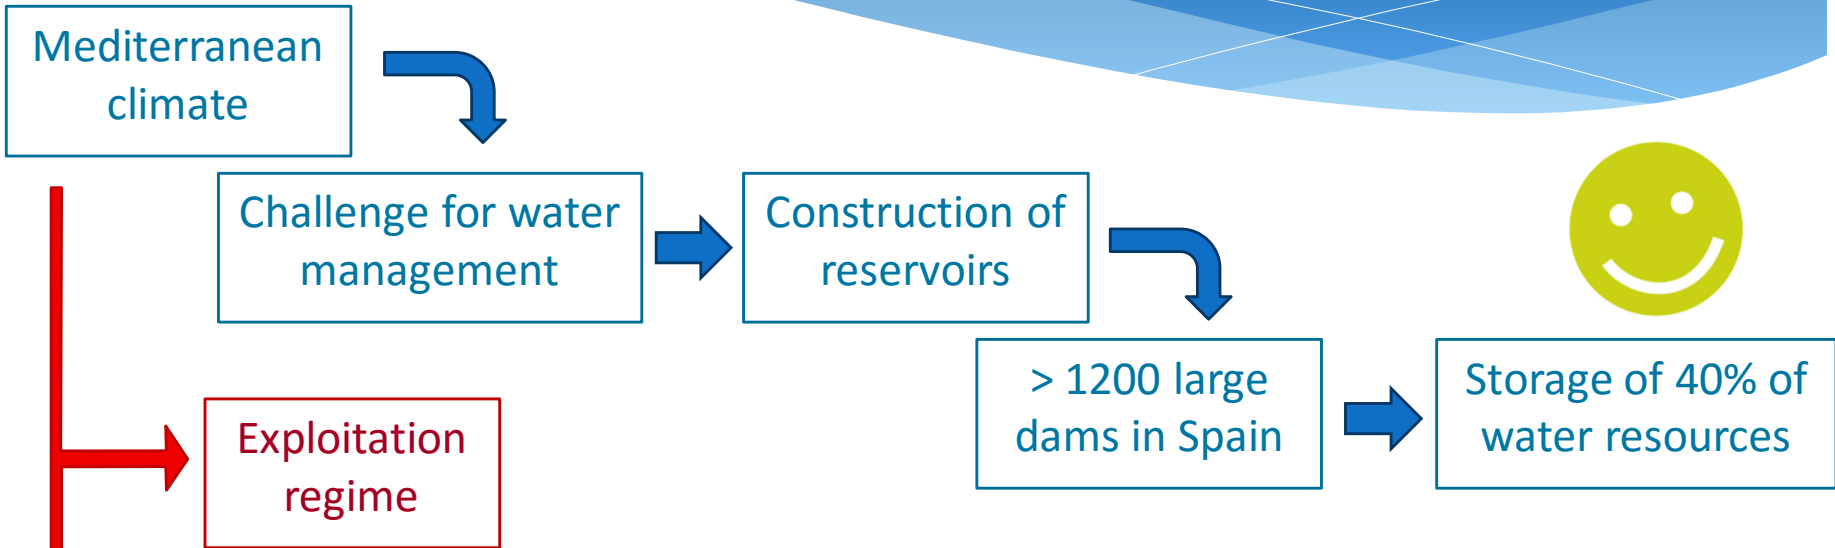 Mediterranean
climate
Challenge for water
management
Construction of
reservoirs
> 1200 large
dams in Spain
Storage of 40% of
water resources
Exploitation
regime